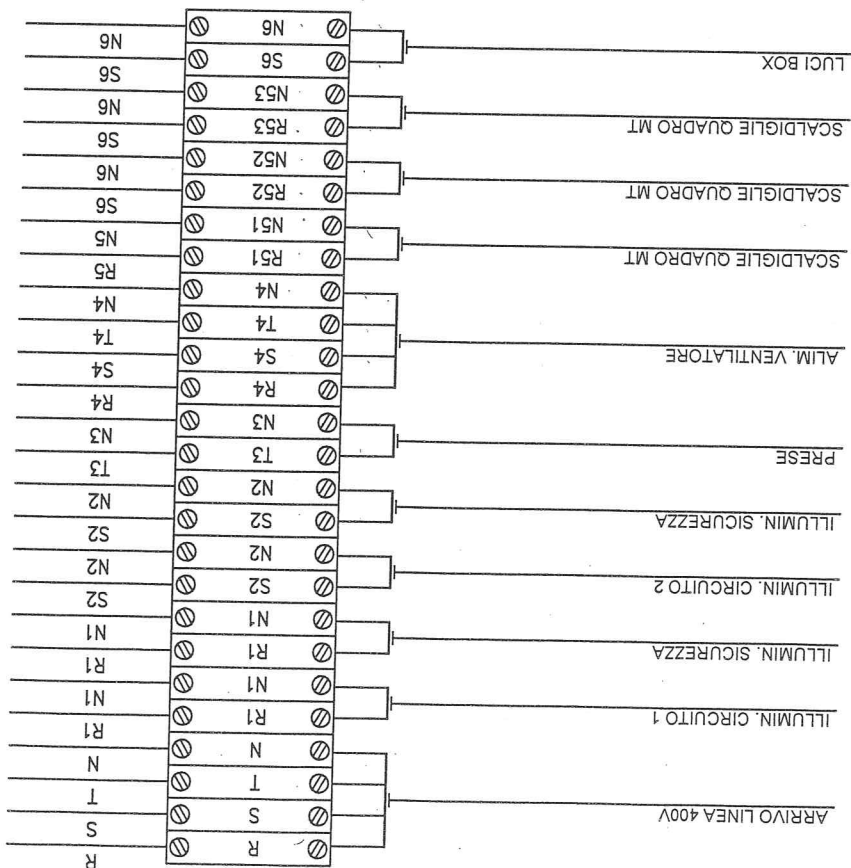 ARRIVO LINEA 400V
ILLUMIN. CIRCUITO 1
ILLUMIN. SICUREZZA
ILLUMIN. CIRCUITO 2
ILLUMIN. SICUREZZA
PRESE
ALIM. VENTILATORE
SCALDIGLIE QUADRO MT
SCALDIGLIE QUADRO MT
SCALDIGLIE QUADRO MT
LUCI BOX
R
S
T
N
R1
N1
R1
N1
S2
N2
S2
N2
T3
N3
R4
S4
T4
N4
R51
N51
R52
N52
R53
N53
S6
N6
R
S
T
N
R1
N1
R1
N1
S2
N2
S2
N2
T3
N3
R4
S4
T4
N4
R5
N5
S6
N6
S6
N6
S6
N6